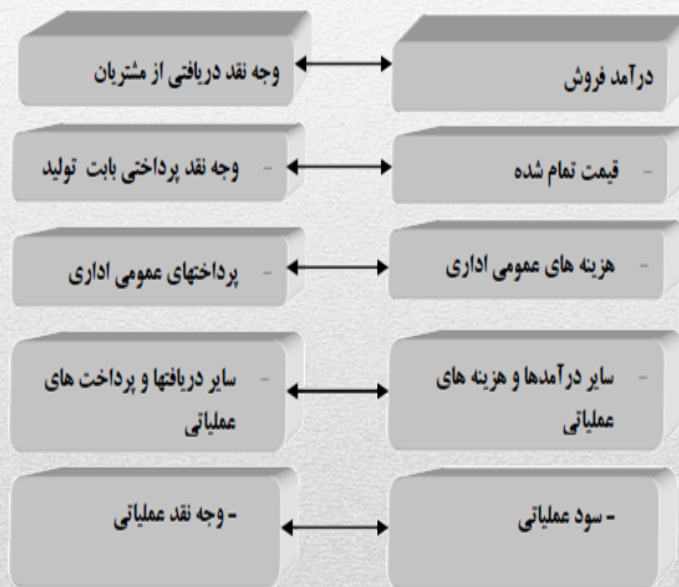 درآمد فروش
وجه نقد دریافتی از مشتریان
- قیمت تمام شده
- وجه نقد پرداختی بابت تولید
- هزینه های عمومی اداری
- پرداختهای عمومی اداری
- سایر درآمدها و هزینه های
عملیاتی
- سایر دریافتها و پرداخت های
عملیاتی
- سود عملیاتی
- وجه نقد عملیاتی